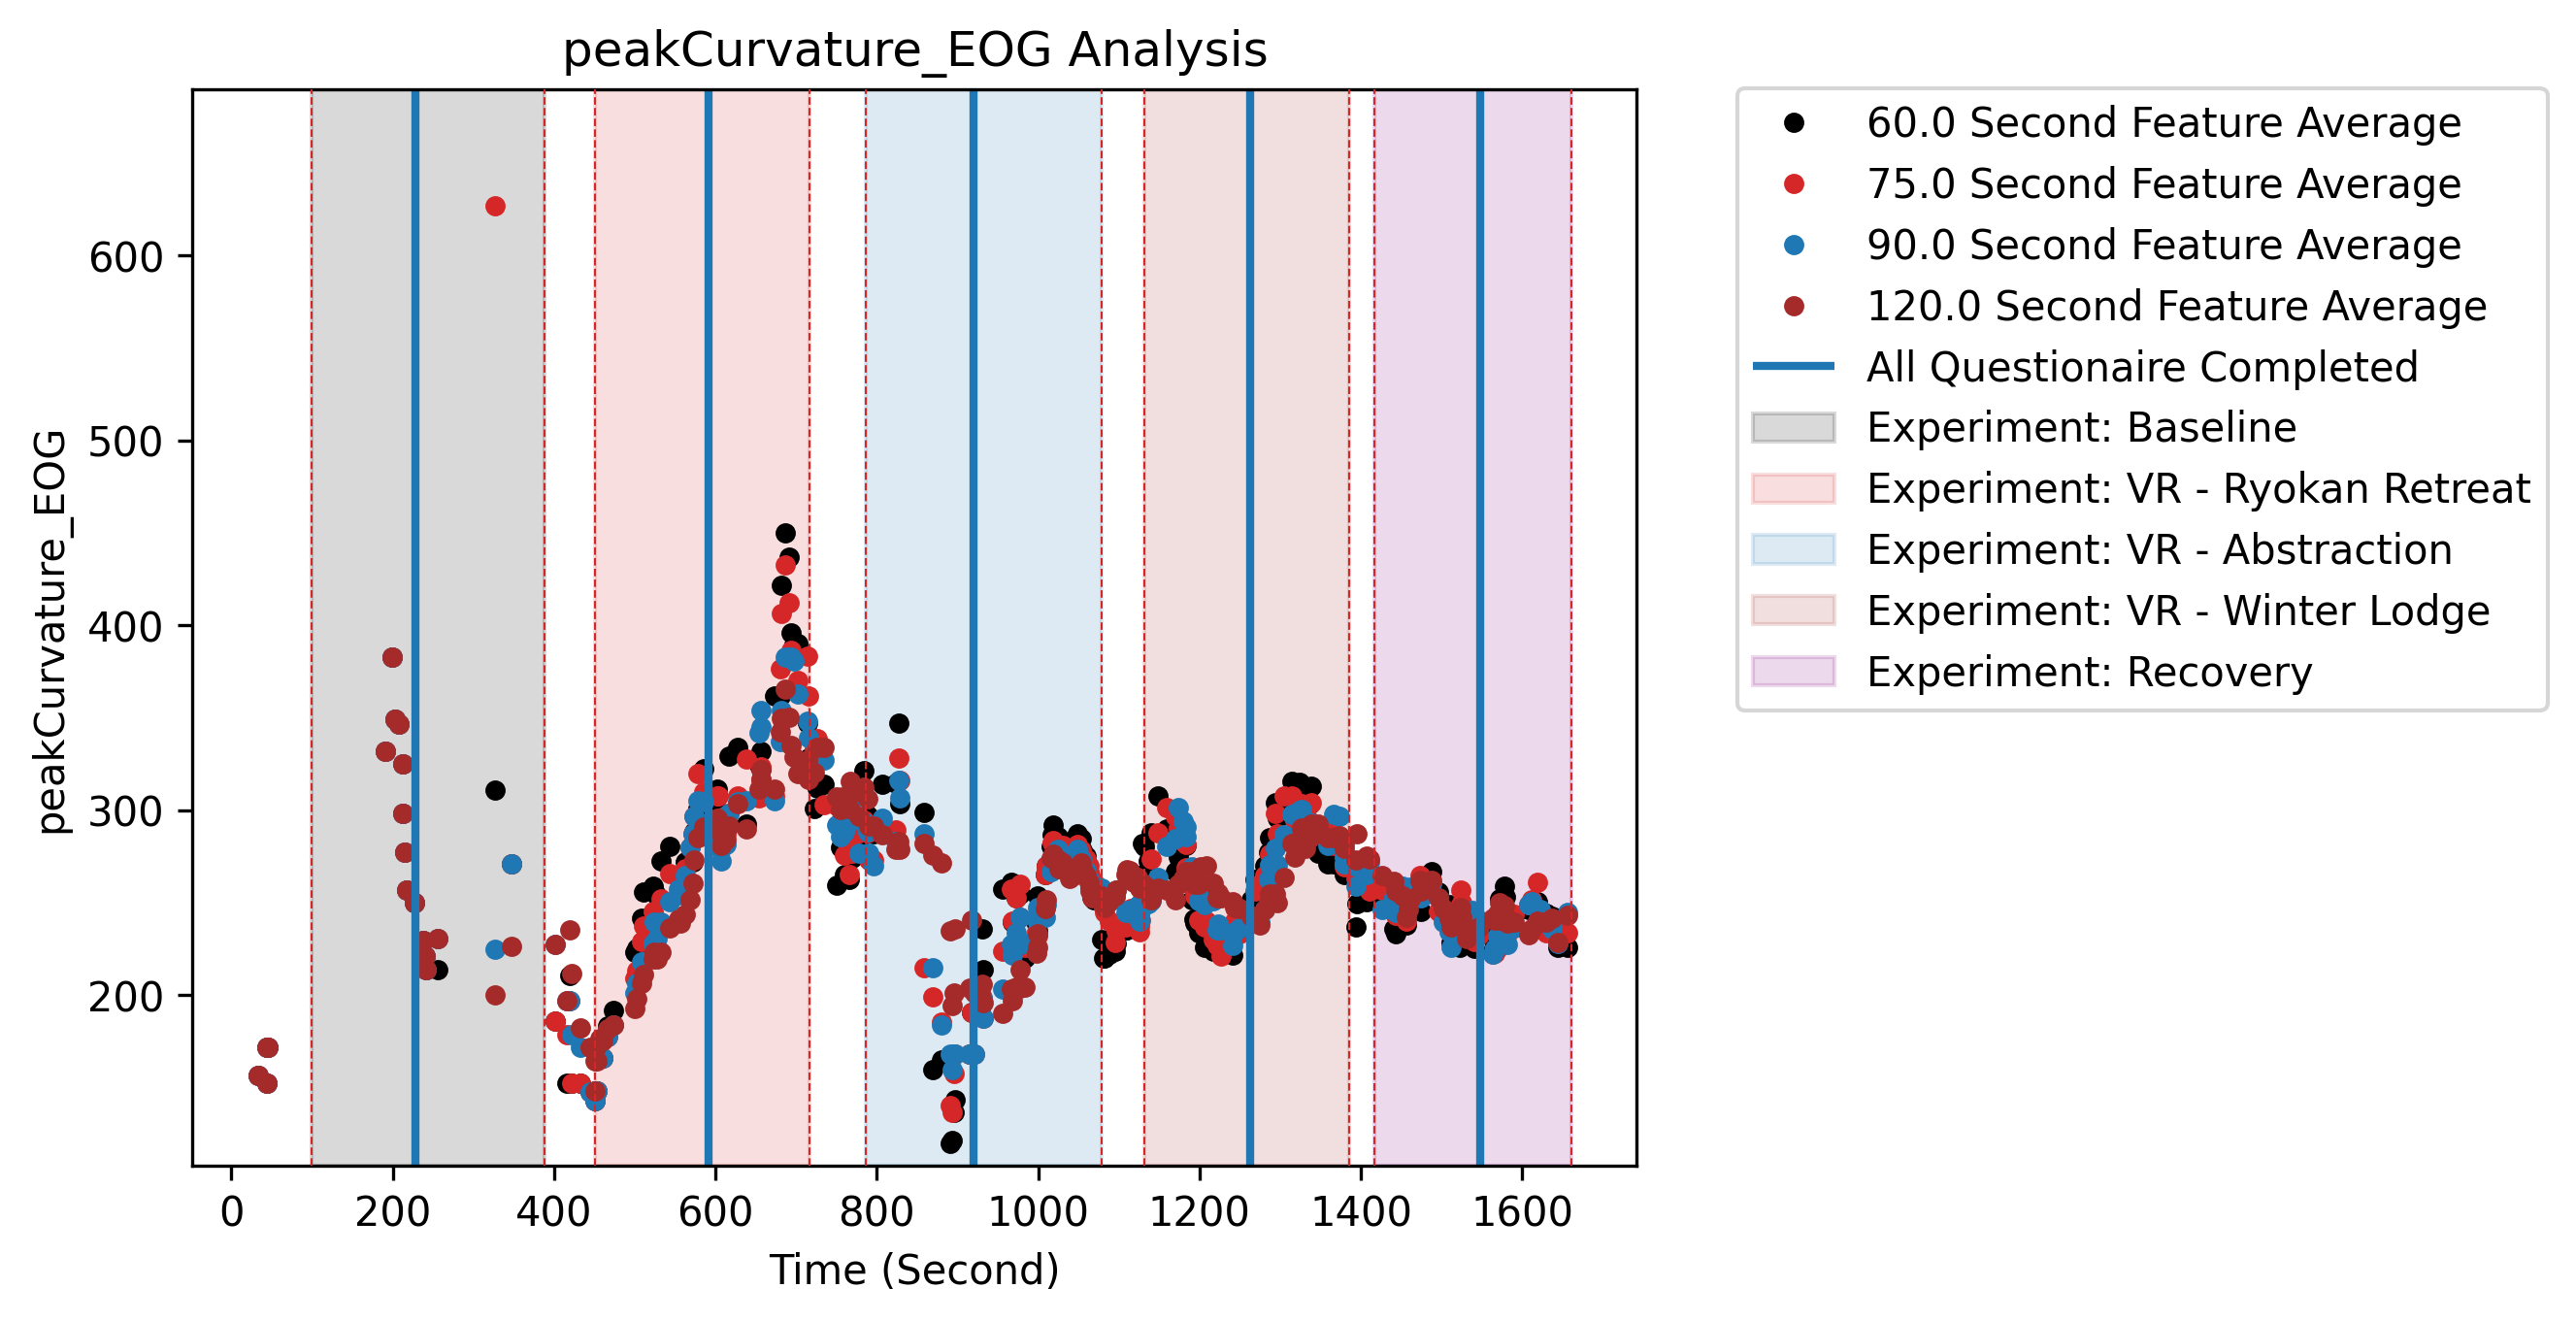 peakCurvature_EOG Analysis
peakCurvature_EOG
600
500
400
300
200
0 200 400 600 800 1000 1200 1400 1600
Time (Second)
60.0 Second Feature Average
75.0 Second Feature Average
90.0 Second Feature Average
120.0 Second Feature Average
All Questionaire Completed
Experiment: Baseline
Experiment: VR - Ryokan Retreat
Experiment: VR - Abstraction
Experiment: VR - Winter Lodge
Experiment: Recovery